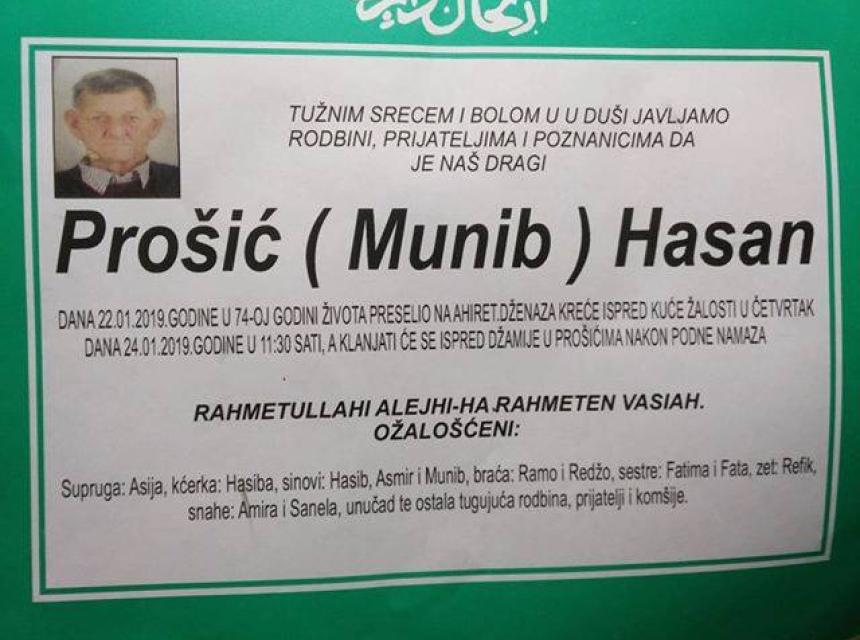 TUŽNIM SRECEM I BOLOM U U DUŠI JAVLJAMO
RODBINI, PRIJATELJIMA I POZNANICIMA DA
JE NAŠ DRAGI
Prošić ( Munib ) Hasan
DANA 22.01.2019.GODINE U 74-OJ GODINI ŽIVOTA PRESELIO NA AHIRET.DŽENAZA KREĆE ISPRED KUĆE ŽALOSTI U ČETVRTAK
DANA 24.01.2019.GODINE U 11:30 SATI, A KLANJATI ĆE SE ISPRED DŽAMIJE U PROŠIĆIMA NAKON PODNE NAMAZA
RAHMETULLAHI ALEJHI-HA.RAHMETEN VASIAH.
OŽALOŠĆENI:
Supruga: Asija, kćerka: Hasiba, sinovi: Hasib, Asmir i Munib, braća: Ramo i Redžo, sestre: Fatima i Fata, zet: Refik,
snahe: Amira i Sanela, unučad te ostala tugujuća rodbina, prijatelji i komšije.